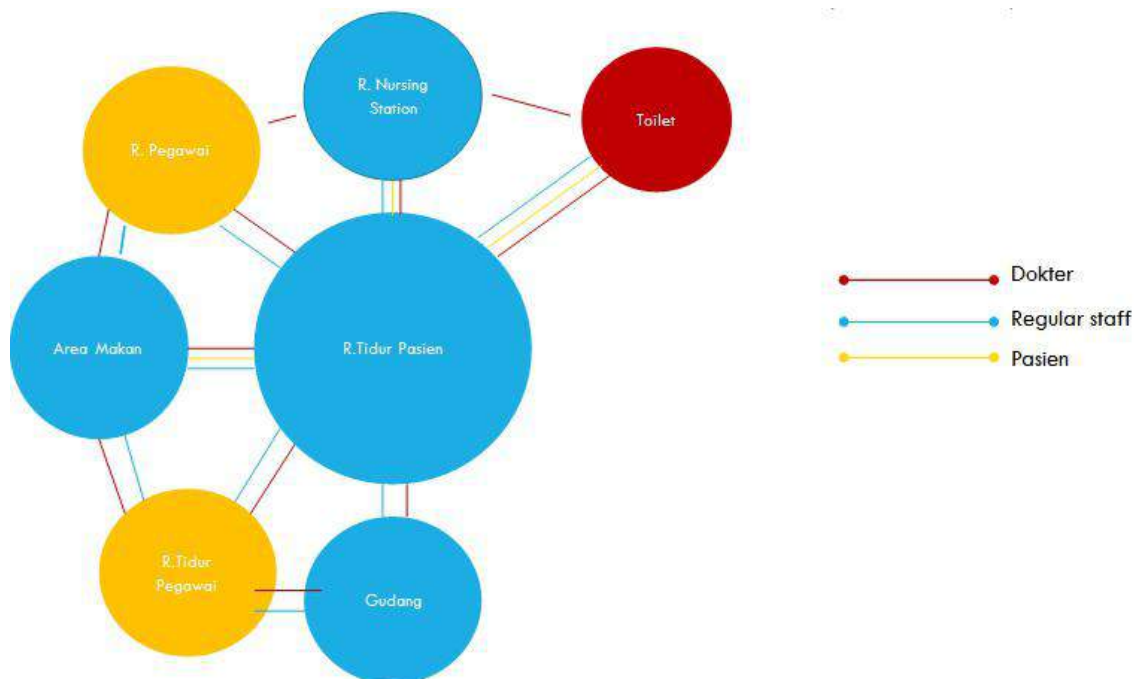 R. Nursing
Station
Toilet
R. Pegawai
Area Makan
R.Tidur Pasien
R.Tidur
Pegawai
Gudang
Dokter
Regular staff
Pasien